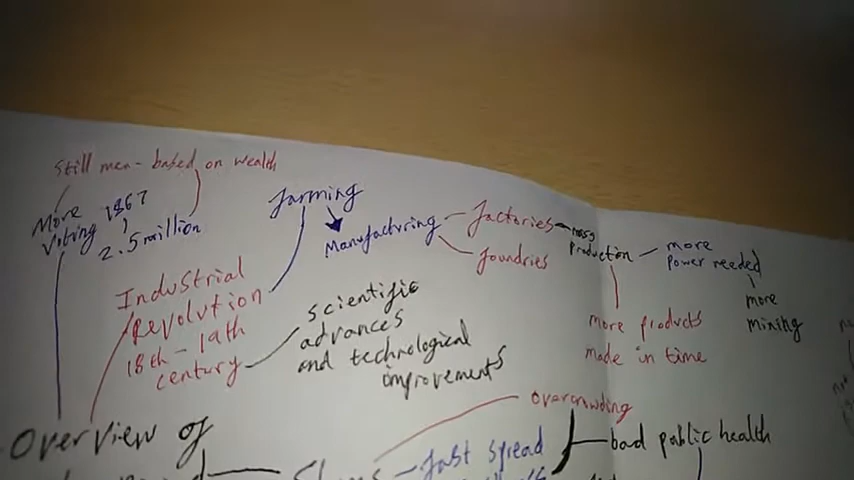 Still men - based on wealth
More
Voting
1867
2.5 million
farming
Manufacturing
factories
foundries
mass
production
more
power needed
more
mining
more products
made in time
Industrial
Revolution
18th - 19th
century
scientific
advances
and technological
improvements
overcrowding
Overview of
fast spread
bad public health